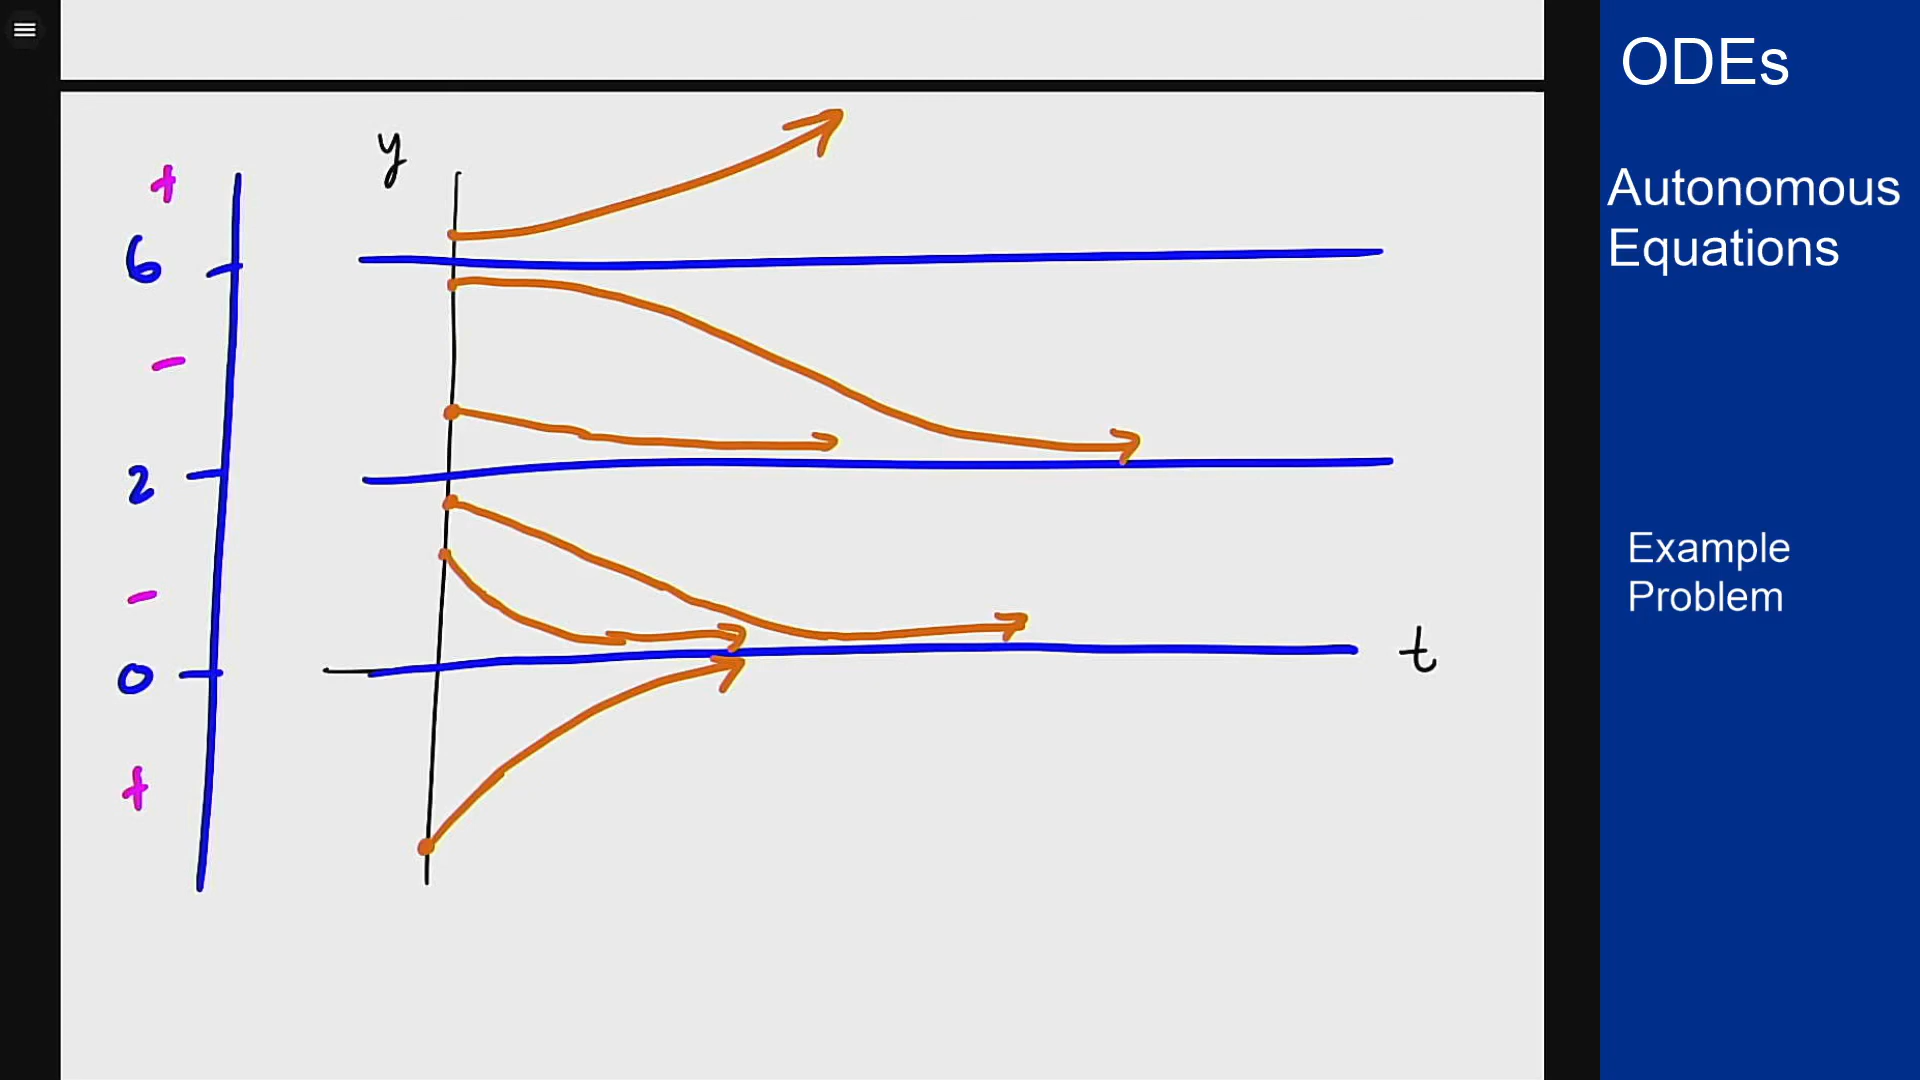 y
+
6
-
2
-
0
+
t
ODEs
Autonomous
Equations
Example
Problem